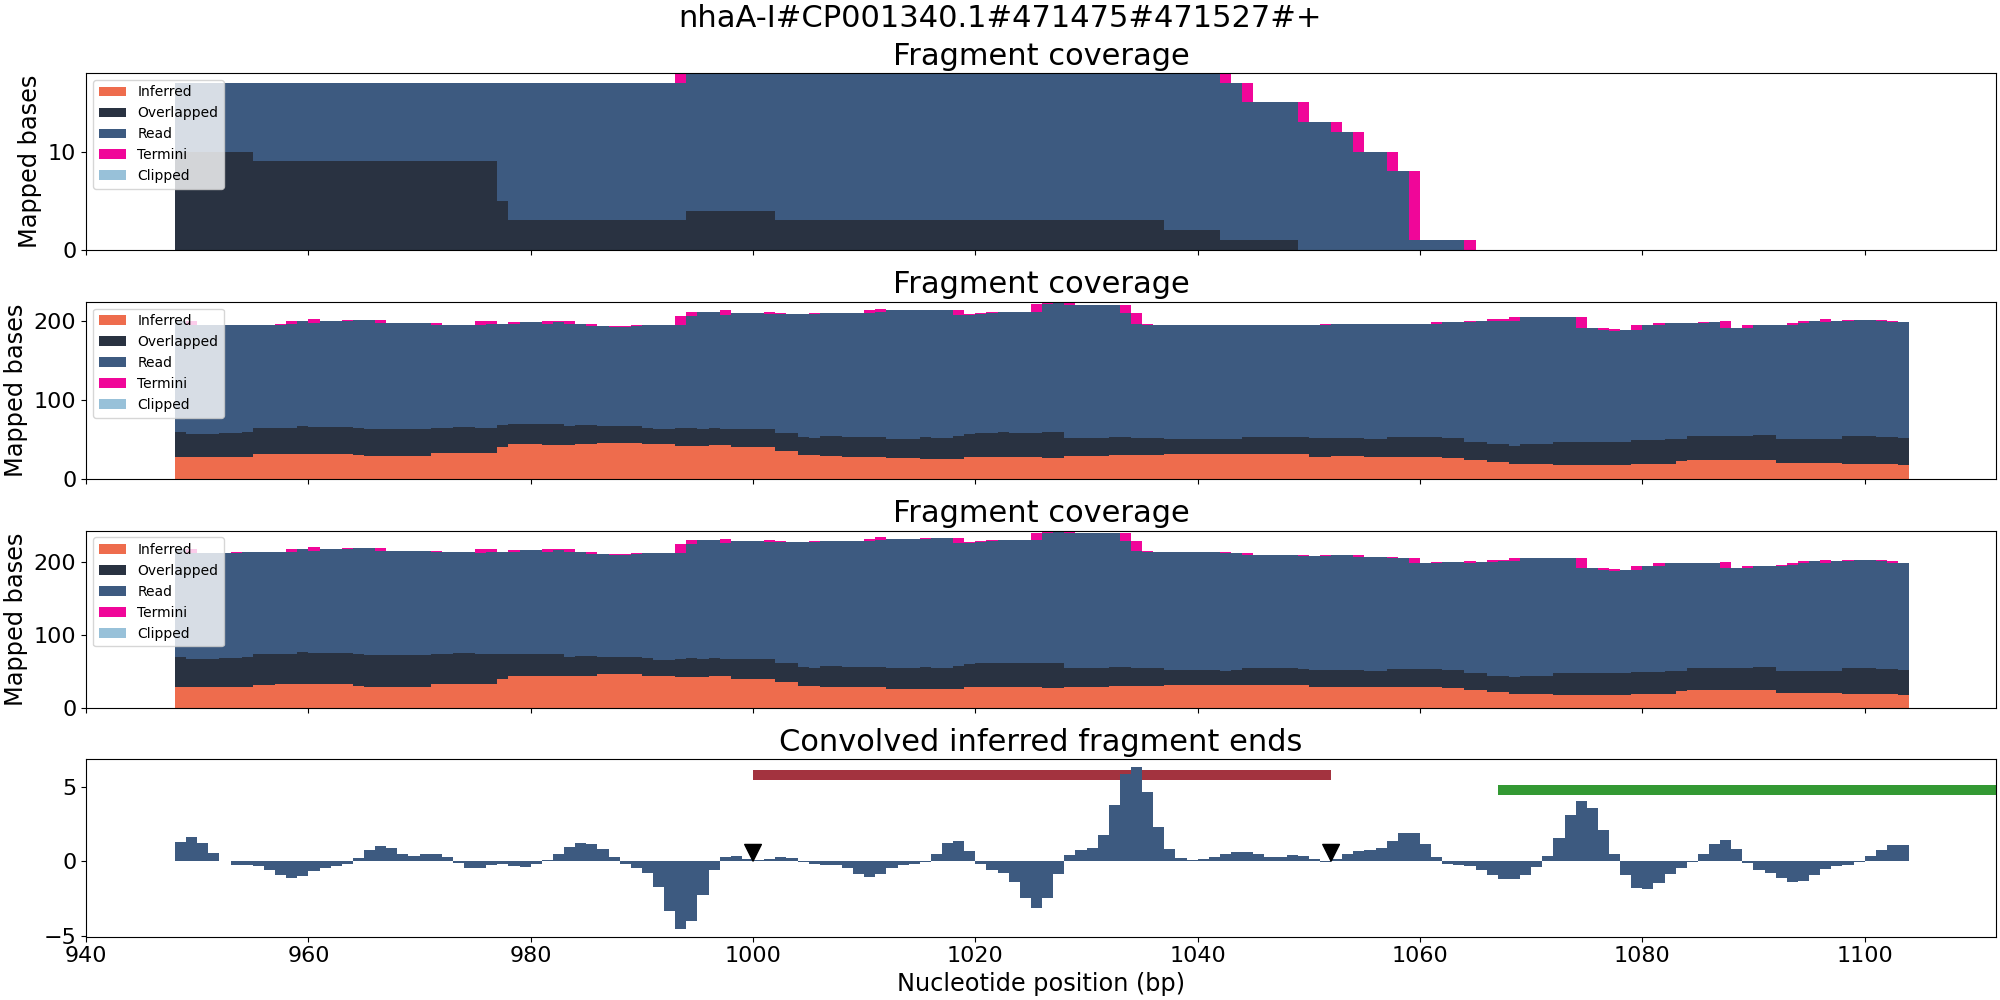 nhaA-I#CP001340.1#471475#471527#+
Fragment coverage
Mapped bases
10
0
Inferred
Overlapped
Read
Termini
Clipped
Fragment coverage
Mapped bases
200
100
0
Inferred
Overlapped
Read
Termini
Clipped
Fragment coverage
Mapped bases
200
100
0
Inferred
Overlapped
Read
Termini
Clipped
Convolved inferred fragment ends
5
0
−5
940 960 980 1000 1020 1040 1060 1080 1100
Nucleotide position (bp)